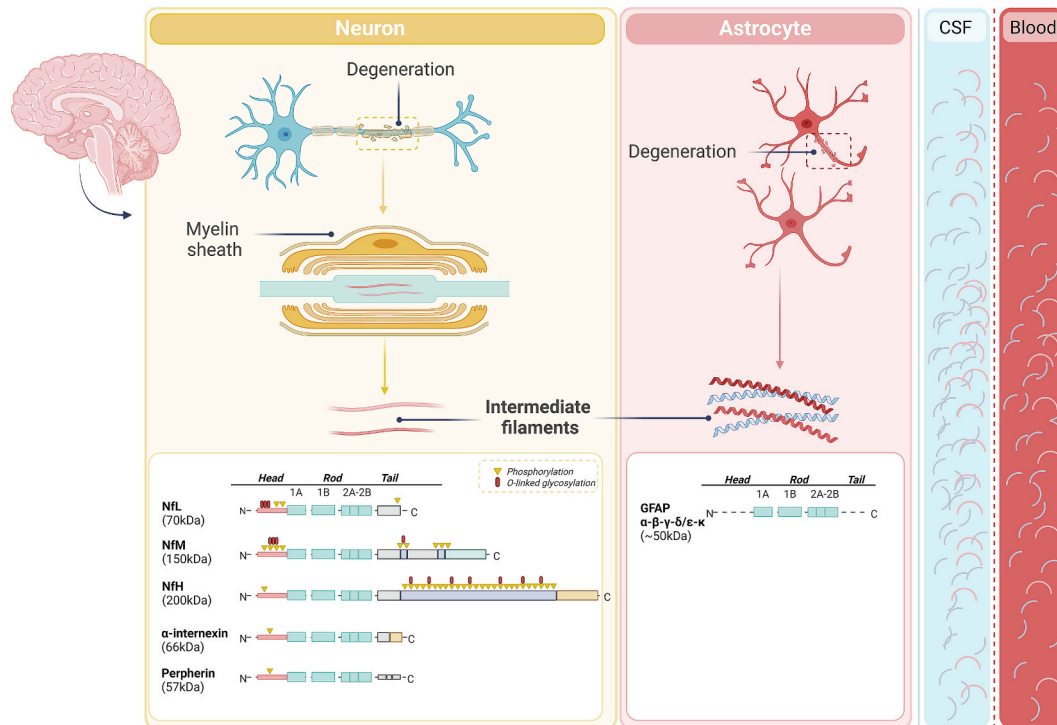 Neuron
Astrocyte
CSF
Blood
Degeneration
Degeneration
Myelin
sheath
Intermediate
filaments
Phosphorylation
O-linked glycosylation
Head Rod Tail
1A 1B 2A-2B
NfL
(70kDa)
N- -C
NfM
(150kDa)
N- -C
NfH
(200kDa)
N- -C
α-internexin
(66kDa)
N- -C
Perpherin
(57kDa)
N- -C
Head Rod Tail
1A 1B 2A-2B
GFAP
α-β-γ-δ/ε-κ
(~50kDa)
N- - - - - - - C